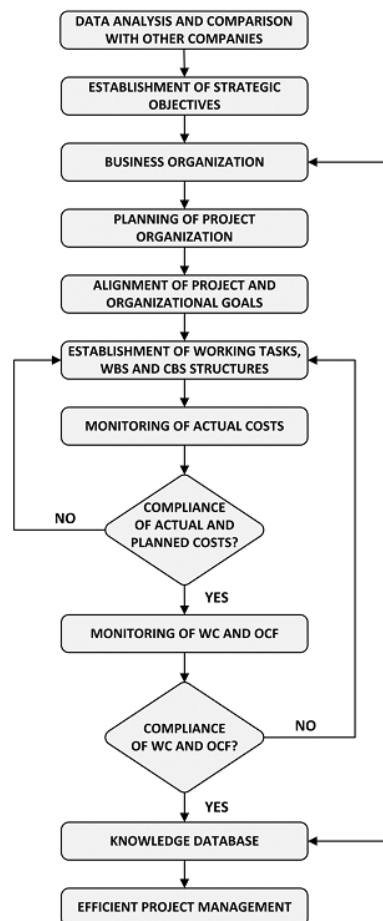 DATA ANALYSIS AND COMPARISON
WITH OTHER COMPANIES
ESTABLISHMENT OF STRATEGIC
OBJECTIVES
BUSINESS ORGANIZATION
PLANNING OF PROJECT
ORGANIZATION
ALIGNMENT OF PROJECT AND
ORGANIZATIONAL GOALS
ESTABLISHMENT OF WORKING TASKS,
WBS AND CBS STRUCTURES
MONITORING OF ACTUAL COSTS
COMPLIANCE
OF ACTUAL AND
PLANNED COSTS?
NO
YES
MONITORING OF WC AND OCF
COMPLIANCE
OF WC AND OCF?
NO
YES
KNOWLEDGE DATABASE
EFFICIENT PROJECT MANAGEMENT